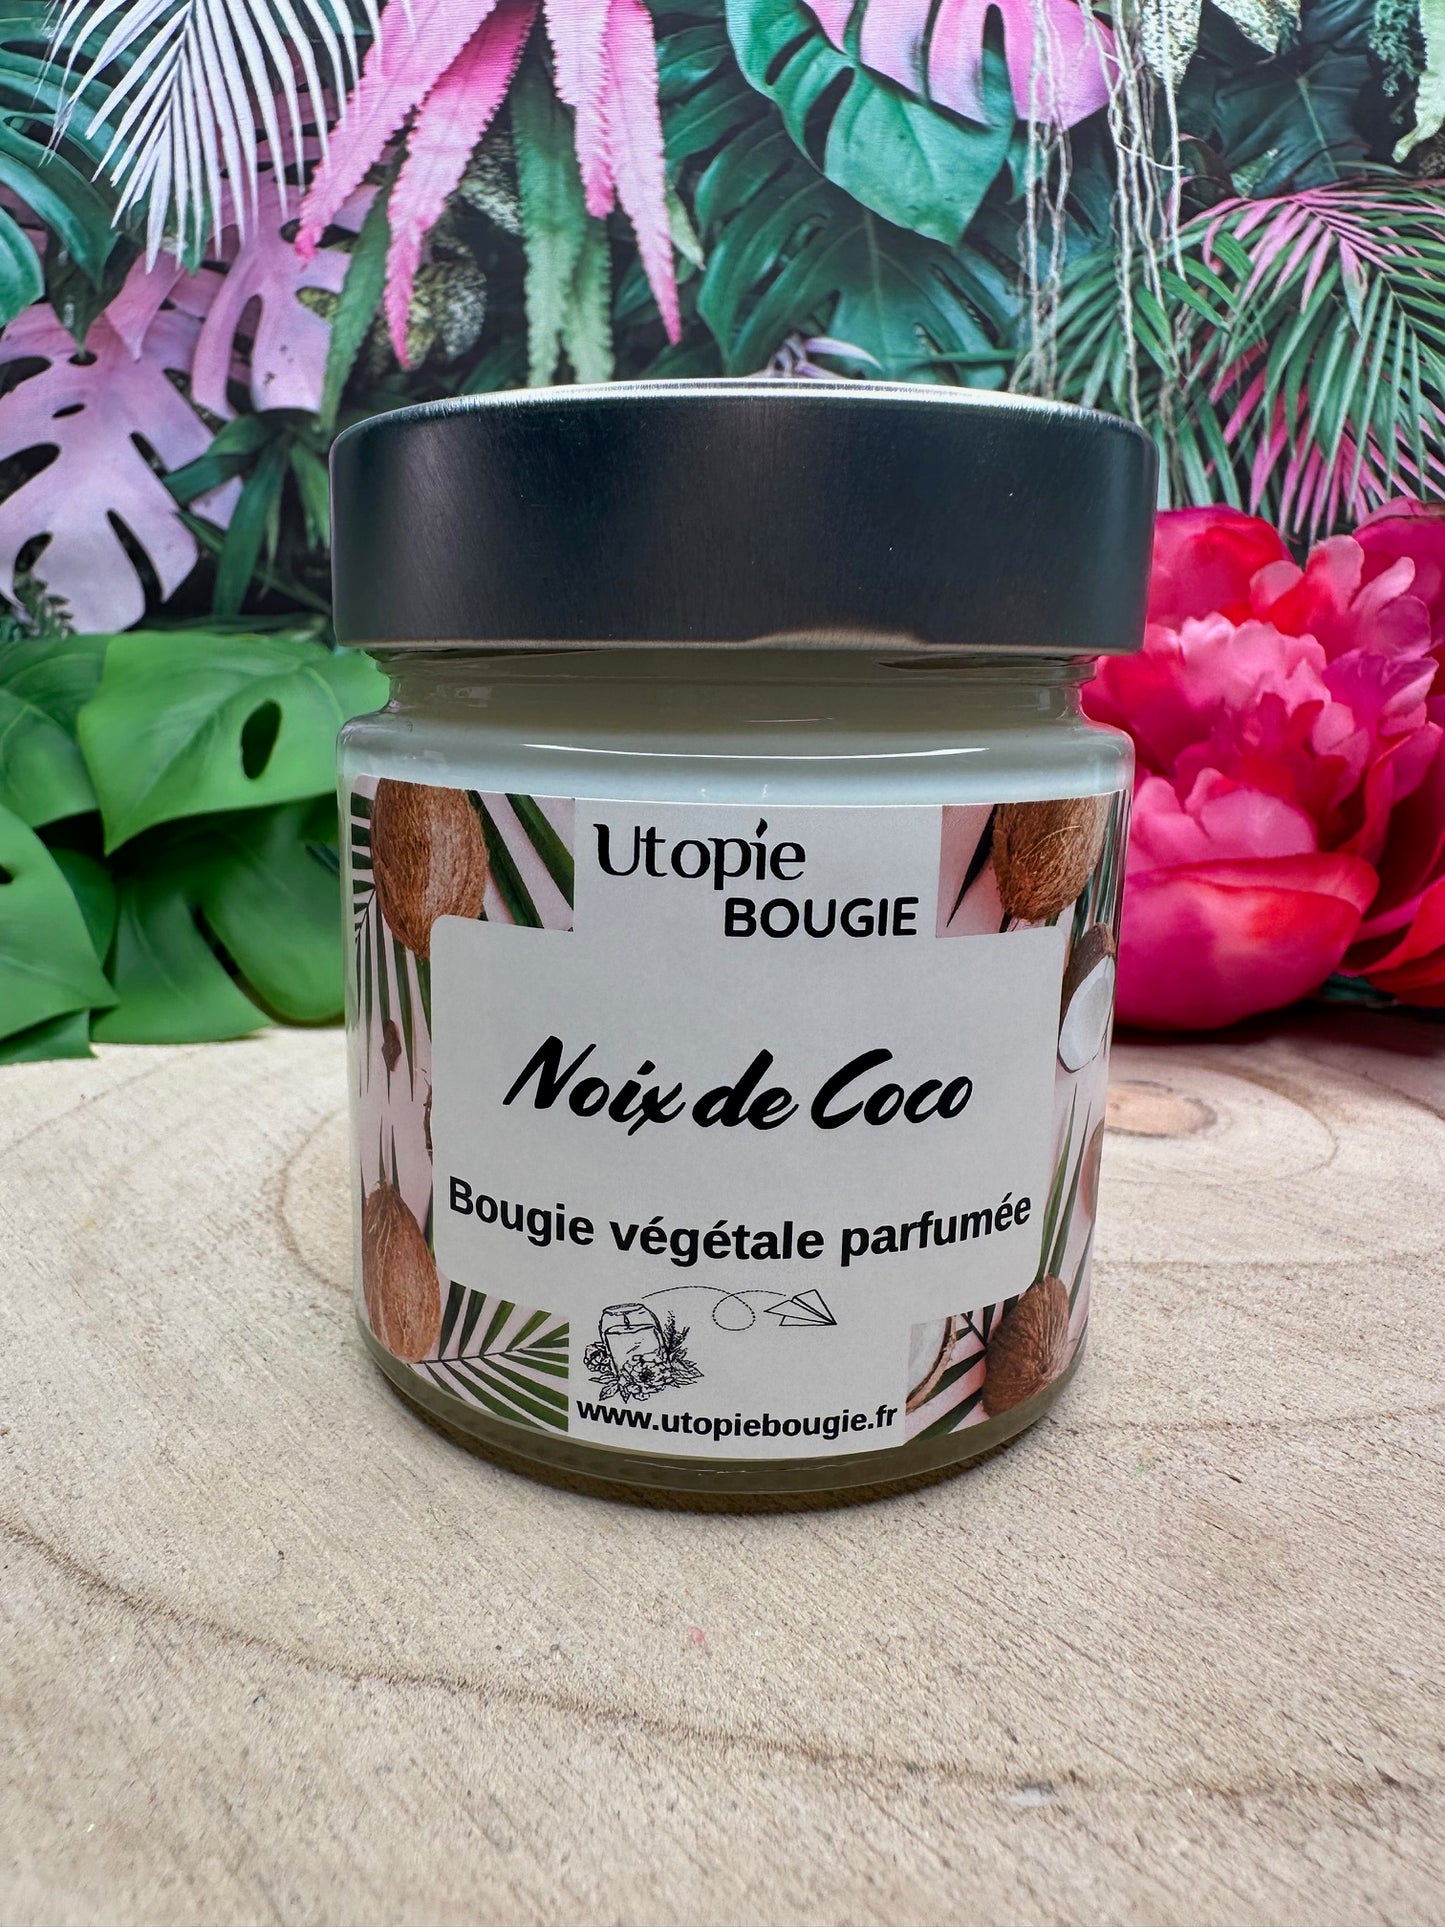 Utopie
BOUGIE
Noix de Coco
Bougie végétale parfumée
www.utopiebougie.fr